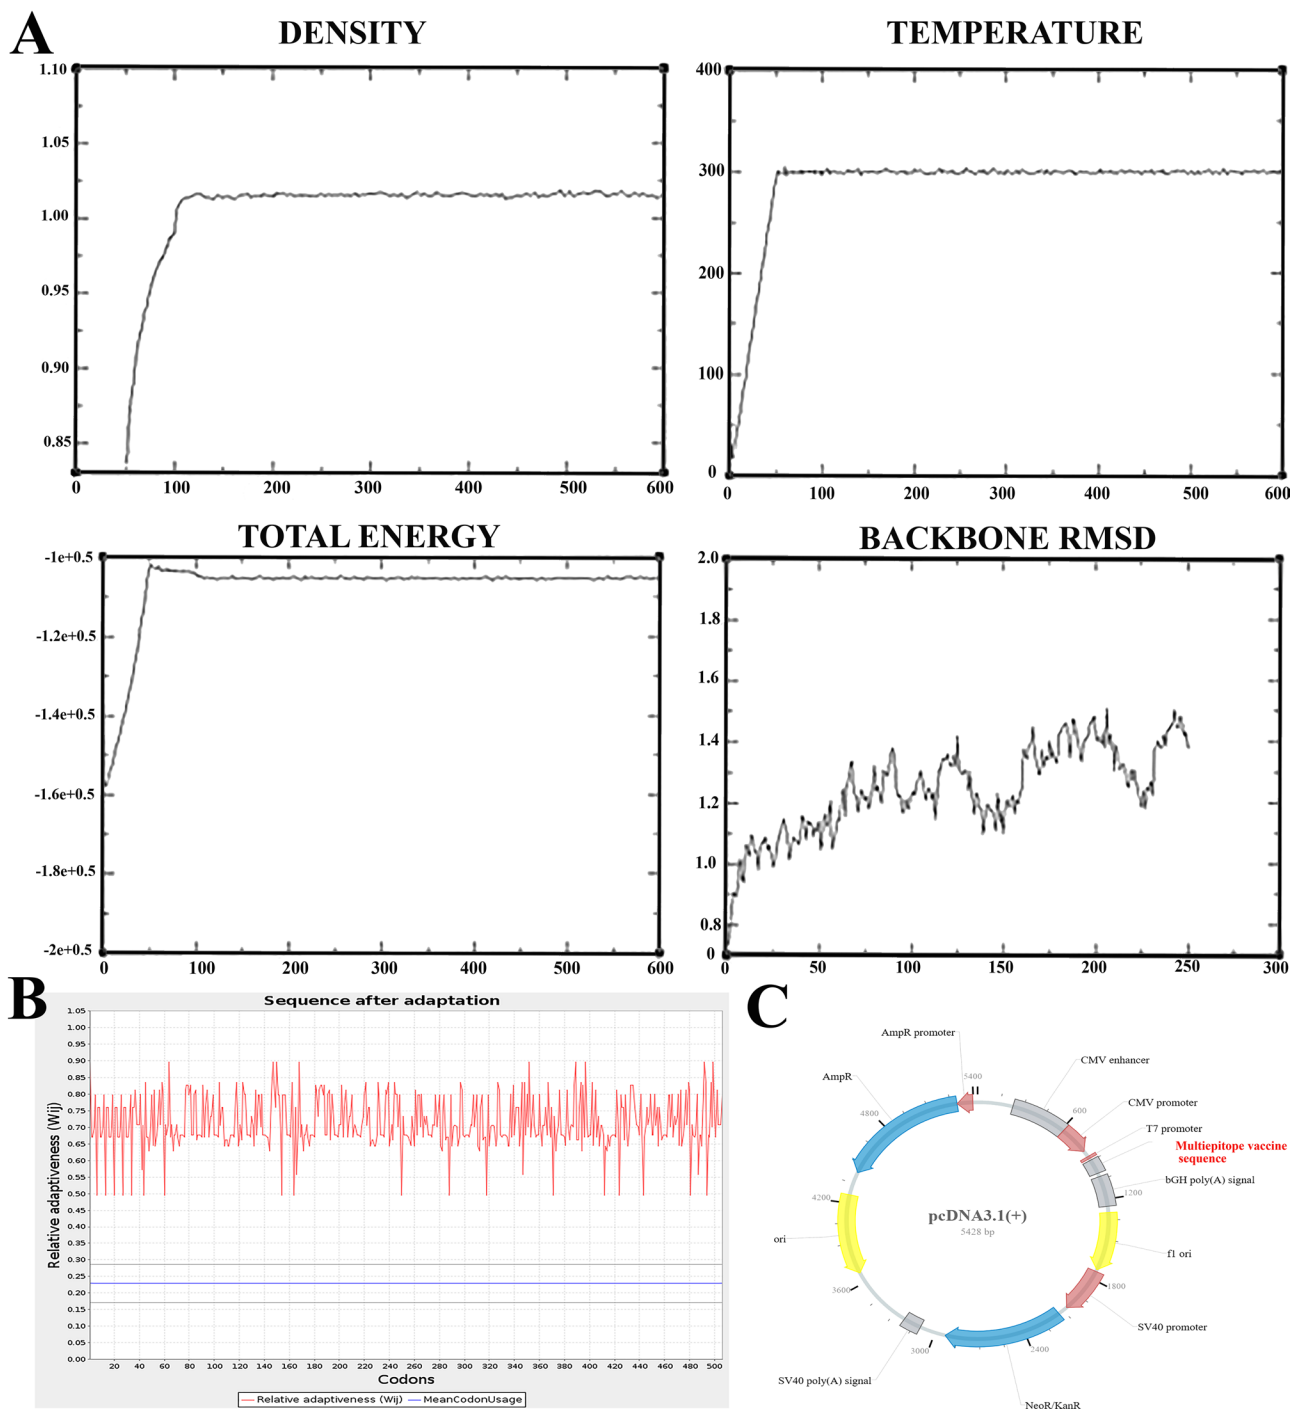 A
DENSITY
1.10
1.05
1.00
0.95
0.90
0.85
0
100
200
300
400
500
600
TEMPERATURE
400
300
200
100
0
0
100
200
300
400
500
600
TOTAL ENERGY
-1e+0.5
-1.2e+0.5
-1.4e+0.5
-1.6e+0.5
-1.8e+0.5
-2e+0.5
0
100
200
300
400
500
600
BACKBONE RMSD
2.0
1.8
1.6
1.4
1.2
1.0
0.8
0
0
50
100
150
200
250
300
B
Sequence after adaptation
Relative adaptiveness (Wij)
1.05
1.00
0.95
0.90
0.85
0.80
0.75
0.70
0.65
0.60
0.55
0.50
0.45
0.40
0.35
0.30
0.25
0.20
0.15
0.10
0.05
0.00
20 40 60 80 100 120 140 160 180 200 220 240 260 280 300 320 340 360 380 400 420 440 460 480 500
Codons
Relative adaptiveness (Wij) MeanCodonUsage
C
AmpR promoter
CMV enhancer
5400
AmpR
600
CMV promoter
4800
T7 promoter
Multiepitope vaccine
sequence
bGH poly(A) signal
4200
1200
pcDNA3.1(+)
5428 bp
ori
f1 ori
3600
1800
SV40 promoter
3000
2400
SV40 poly(A) signal
NeoR/KanR